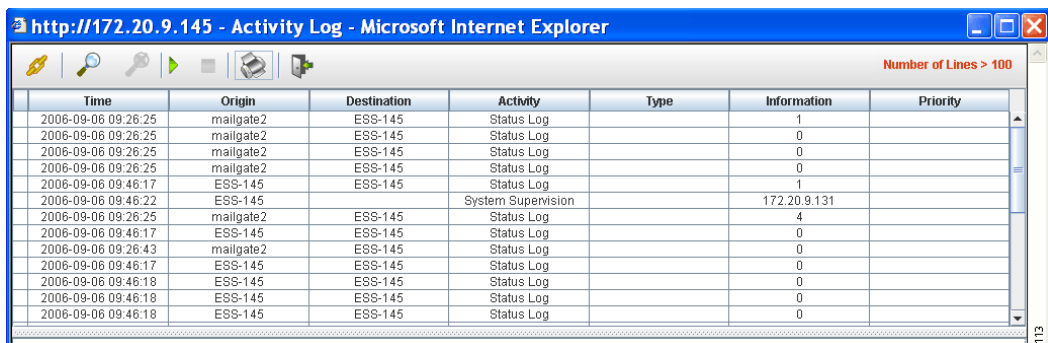 http://172.20.9.145 - Activity Log - Microsoft Internet Explorer
Number of Lines > 100
Time Origin Destination Activity Type Information Priority
2006-09-06 09:26:25 mailgate2 ESS-145 Status Log 1
2006-09-06 09:26:25 mailgate2 ESS-145 Status Log 0
2006-09-06 09:26:25 mailgate2 ESS-145 Status Log 0
2006-09-06 09:26:25 mailgate2 ESS-145 Status Log 0
2006-09-06 09:46:17 ESS-145 ESS-145 Status Log 1
2006-09-06 09:46:22 ESS-145 System Supervision 172.20.9.131
2006-09-06 09:26:25 mailgate2 ESS-145 Status Log 4
2006-09-06 09:46:17 ESS-145 ESS-145 Status Log 0
2006-09-06 09:26:43 mailgate2 ESS-145 Status Log 0
2006-09-06 09:46:17 ESS-145 ESS-145 Status Log 0
2006-09-06 09:46:18 ESS-145 ESS-145 Status Log 0
2006-09-06 09:46:18 ESS-145 ESS-145 Status Log 0
2006-09-06 09:46:18 ESS-145 ESS-145 Status Log 0
113